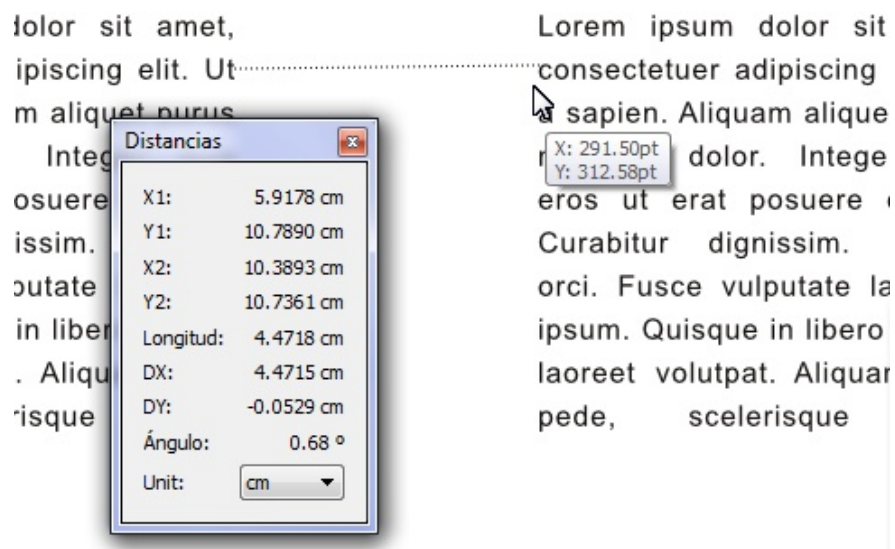 dolor sit amet,
ipiscing elit. Ut
m aliquet purus
Integ
osuere
issim.
putate
in liber
. Aliqu
risque
Distancias
X1: 5.9178 cm
Y1: 10.7890 cm
X2: 10.3893 cm
Y2: 10.7361 cm
Longitud: 4.4718 cm
DX: 4.4715 cm
DY: -0.0529 cm
Ángulo: 0.68 º
Unit: cm
Lorem ipsum dolor sit
consectetuer adipiscing
sapien. Aliquam alique
dolor. Intege
eros ut erat posuere
Curabitur dignissim.
orci. Fusce vulputate la
ipsum. Quisque in libero
laoreet volutpat. Aliquam
pede, scelerisque
X: 291.50pt
Y: 312.58pt